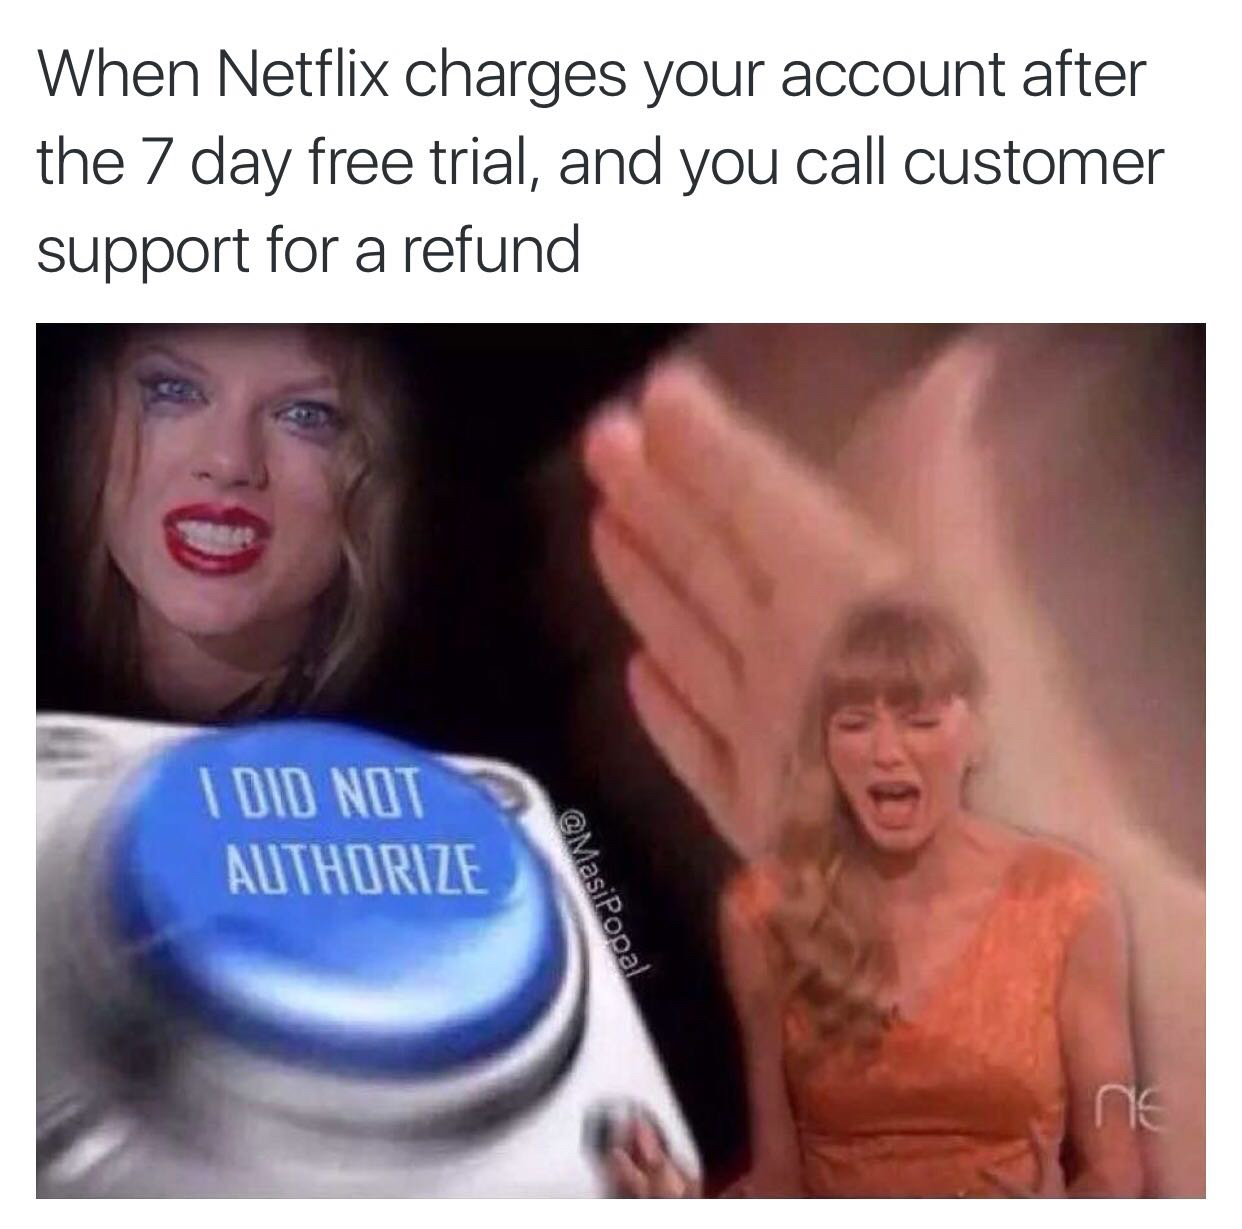 When Netflix charges your account after
the 7 day free trial, and you call customer
support for a refund
I DID NOT
AUTHORIZE
@MasiPopal
ne